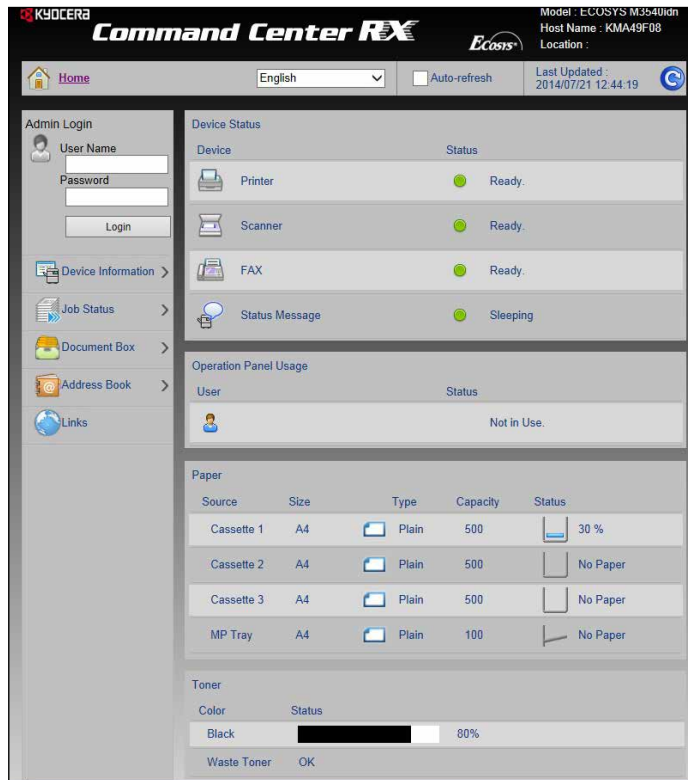 KYOCERA
Command Center RX
Ecosys
Model : ECOSYS M3540idn
Host Name : KMA49F08
Location :
Home
English
Auto-refresh
Last Updated :
2014/07/21 12:44:19
Admin Login
User Name
Password
Login
Device Information
Job Status
Document Box
Address Book
Links
Device Status
Device Status
Printer Ready.
Scanner Ready.
FAX Ready.
Status Message Sleeping
Operation Panel Usage
User Status
Not in Use.
Paper
Source Size Type Capacity Status
Cassette 1 A4 Plain 500 30 %
Cassette 2 A4 Plain 500 No Paper
Cassette 3 A4 Plain 500 No Paper
MP Tray A4 Plain 100 No Paper
Toner
Color Status
Black 80%
Waste Toner OK